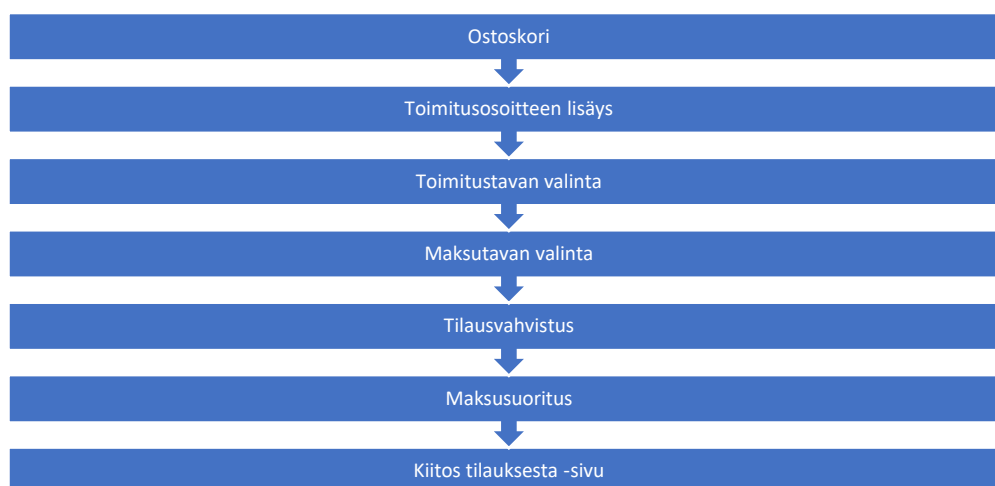 Ostoskori
Toimitusosoitteen lisäys
Toimitustavan valinta
Maksutavan valinta
Tilausvahvistus
Maksusuoritus
Kiitos tilauksesta -sivu